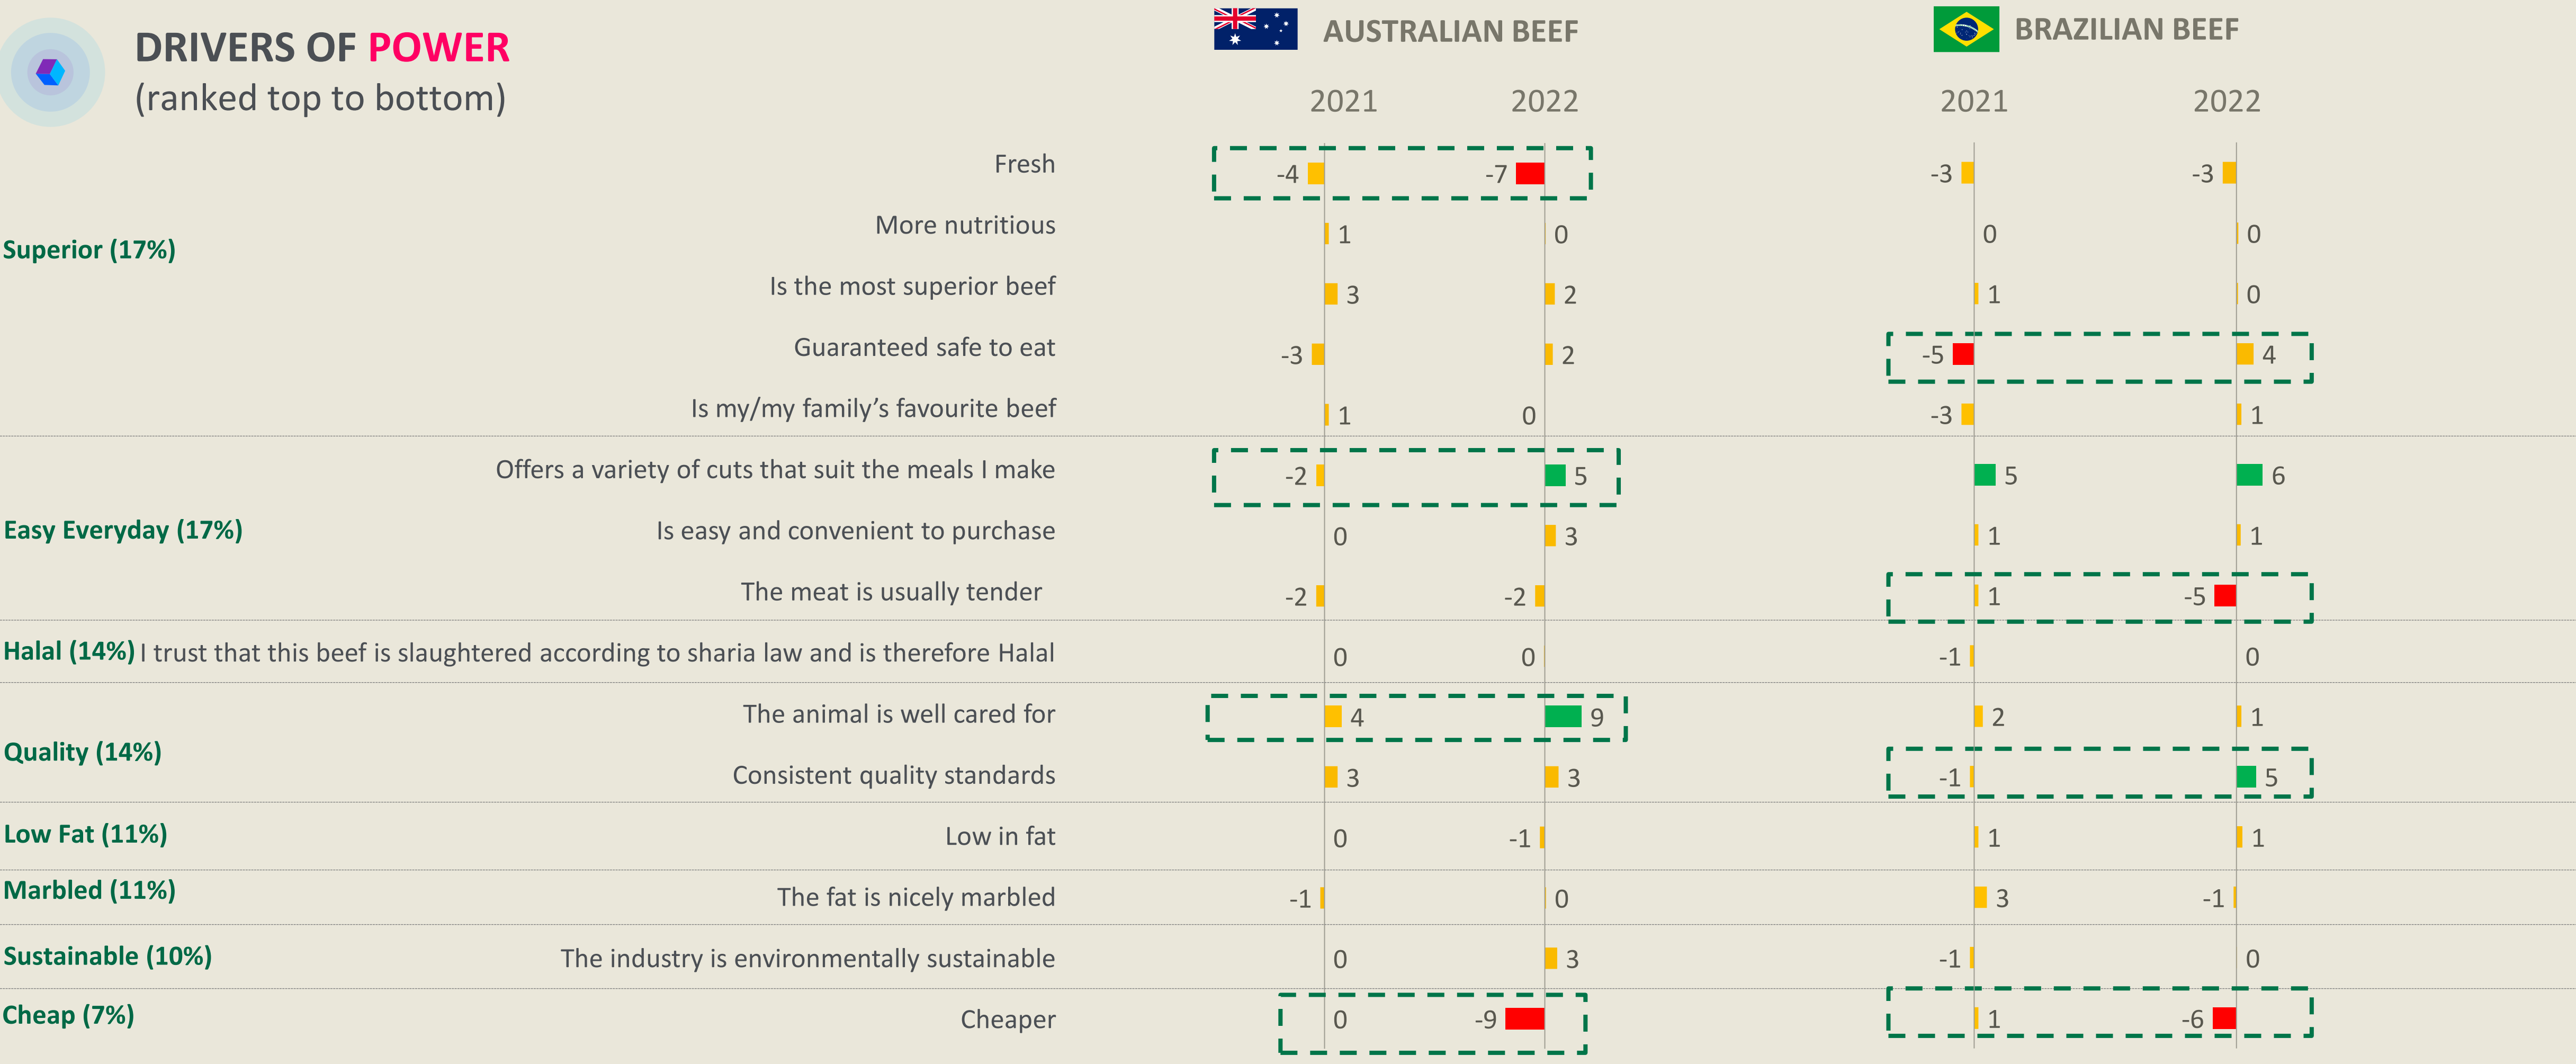 DRIVERS OF POWER
(ranked top to bottom)
AUSTRALIAN BEEF
BRAZILIAN BEEF
2021 2022 2021 2022
Superior (17%)
Fresh -4 -7 -3 -3
More nutritious 1 0 0 0
Is the most superior beef 3 2 1 0
Guaranteed safe to eat -3 2 -5 4
Is my/my family’s favourite beef 1 0 -3 1
Easy Everyday (17%)
Offers a variety of cuts that suit the meals I make -2 5 5 6
Is easy and convenient to purchase 0 3 1 1
The meat is usually tender -2 -2 1 -5
Halal (14%) I trust that this beef is slaughtered according to sharia law and is therefore Halal 0 0 -1 0
Quality (14%)
The animal is well cared for 4 9 2 1
Consistent quality standards 3 3 -1 5
Low Fat (11%) Low in fat 0 -1 1 1
Marbled (11%) The fat is nicely marbled -1 0 3 -1
Sustainable (10%) The industry is environmentally sustainable 0 3 -1 0
Cheap (7%) Cheaper 0 -9 1 -6